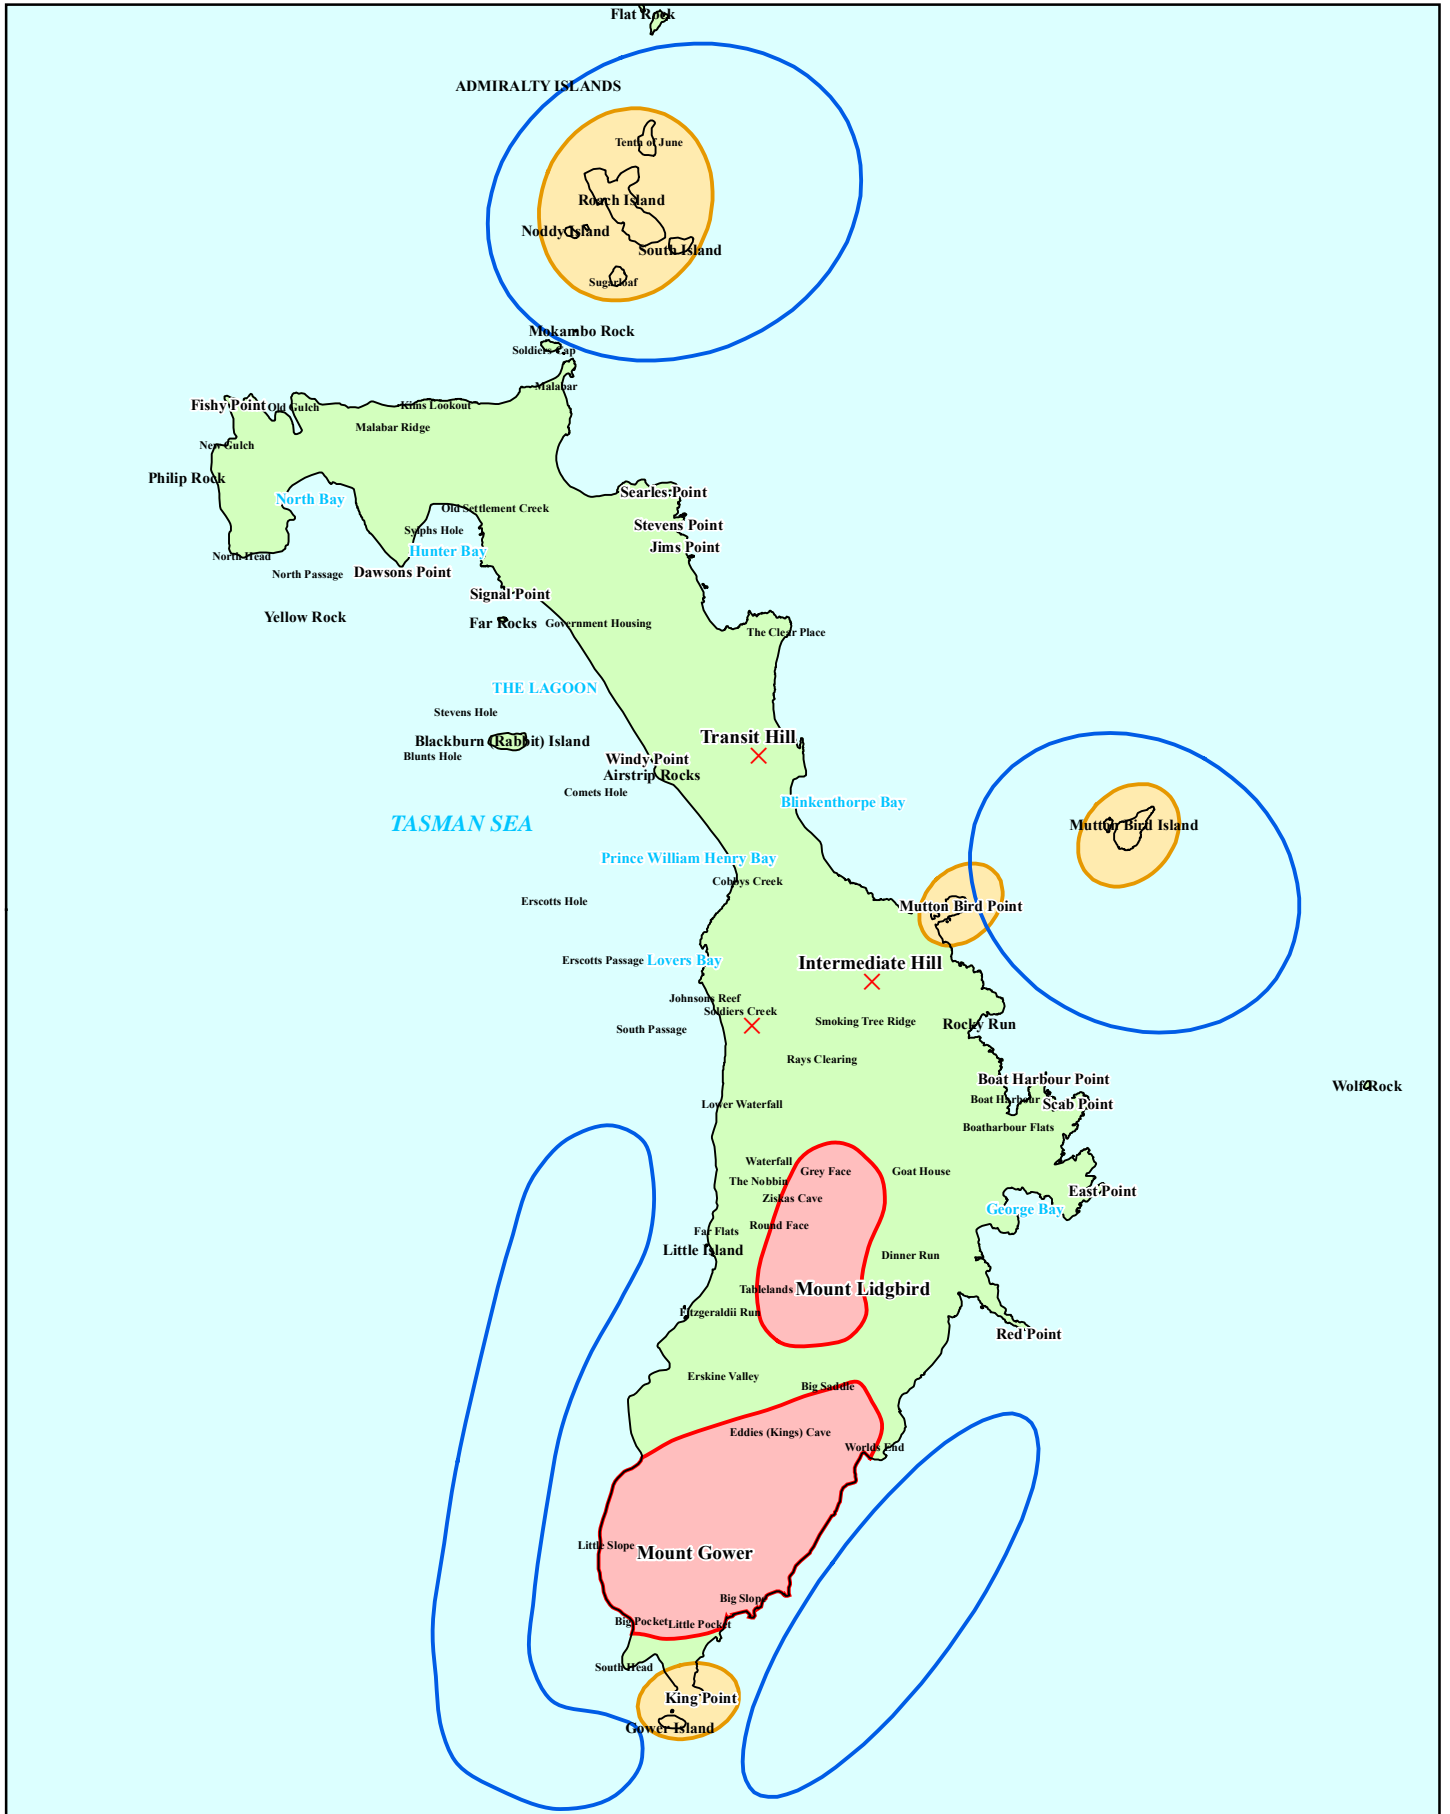 Flat Rock
ADMIRALTY ISLANDS
Tenth of June
Roach Island
Noddy Island
South Island
Sugarloaf
Mokambo Rock
Soldiers Cap
Malabar
Fishy Point
Old Gulch
Kims Lookout
Malabar Ridge
New Gulch
Philip Rock
North Bay
Searles Point
Old Settlement Creek
Stevens Point
Sylphs Hole
Hunter Bay
Jims Point
North Head
North Passage
Dawsons Point
Signal Point
Yellow Rock
Far Rocks
Government Housing
The Clear Place
THE LAGOON
Stevens Hole
Transit Hill
Blackburn (Rabbit) Island
Blunts Hole
Windy Point
Airstrip Rocks
Comets Hole
Blinkenthorpe Bay
TASMAN SEA
Mutton Bird Island
Prince William Henry Bay
Cobbys Creek
Erscotts Hole
Mutton Bird Point
Erscotts Passage
Lovers Bay
Intermediate Hill
Johnsons Reef
Soldiers Creek
South Passage
Smoking Tree Ridge
Rocky Run
Rays Clearing
Boat Harbour Point
Wolf Rock
Boat Harbour
Scab Point
Lower Waterfall
Boatharbour Flats
Waterfall
Grey Face
Goat House
The Nobbin
Ziskas Cave
East Point
George Bay
Round Face
Far Flats
Little Island
Dinner Run
Tablelands
Mount Lidgbird
Fitzgeraldii Run
Red Point
Erskine Valley
Big Saddle
Eddies (Kings) Cave
Worlds End
Little Slope
Mount Gower
Big Slope
Big Pocket
Little Pocket
South Head
King Point
Gower Island